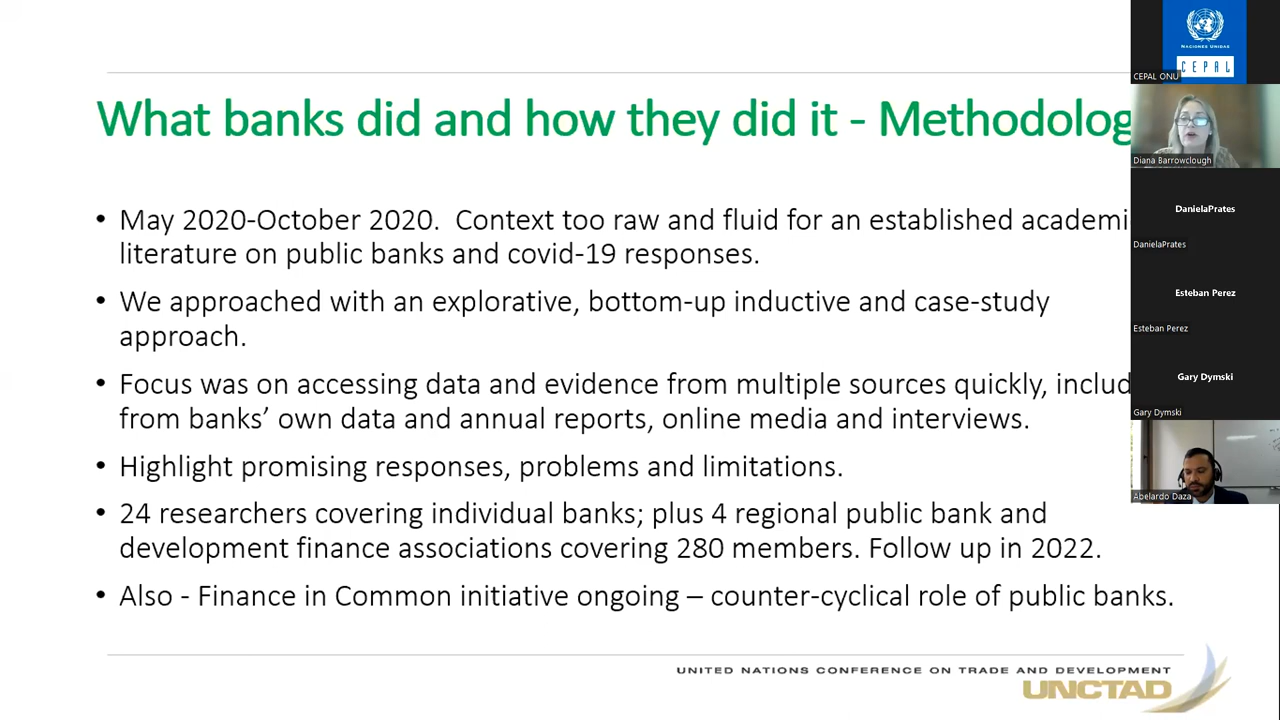 What banks did and how they did it - Methodolog
• May 2020-October 2020. Context too raw and fluid for an established academi
literature on public banks and covid-19 responses.
• We approached with an explorative, bottom-up inductive and case-study
approach.
• Focus was on accessing data and evidence from multiple sources quickly, includ
from banks’ own data and annual reports, online media and interviews.
• Highlight promising responses, problems and limitations.
• 24 researchers covering individual banks; plus 4 regional public bank and
development finance associations covering 280 members. Follow up in 2022.
• Also - Finance in Common initiative ongoing – counter-cyclical role of public banks.
UNITED NATIONS CONFERENCE ON TRADE AND DEVELOPMENT
UNCTAD
NACIONES UNIDAS
CEPAL
CEPAL ONU
Diana Barrowclough
DanielaPrates
DanielaPrates
Esteban Perez
Esteban Perez
Gary Dymski
Gary Dymski
Abelardo Daza